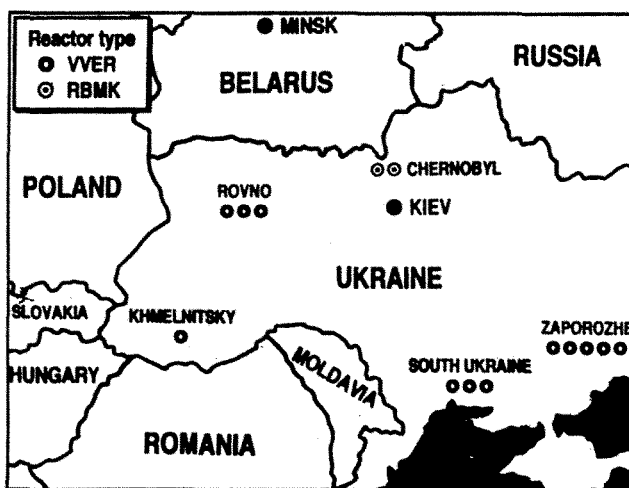 Reactor type
VVER
RBMK
MINSK
BELARUS
RUSSIA
POLAND
CHERNOBYL
ROVNO
KIEV
UKRAINE
SLOVAKIA
KHMELNITSKY
ZAPOROZHE
HUNGARY
MOLDAVIA
SOUTH UKRAINE
ROMANIA